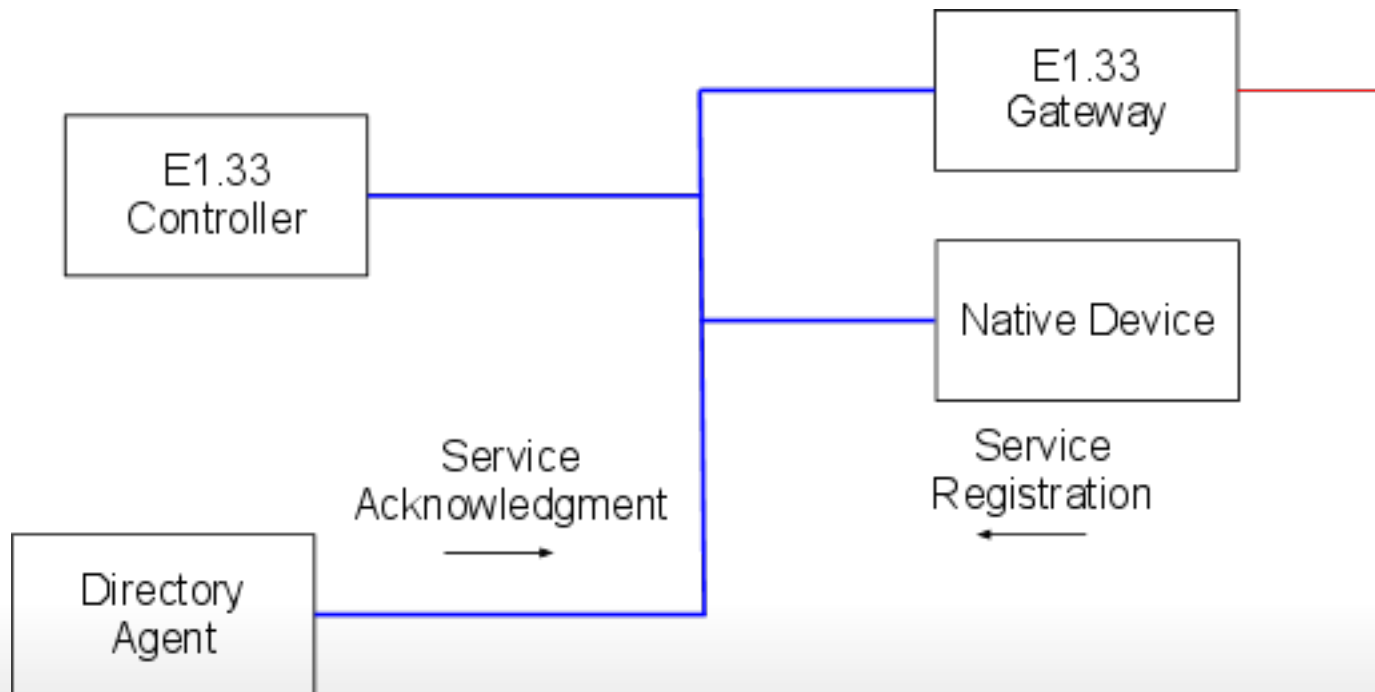 E1.33
Gateway
E1.33
Controller
Native Device
Service
Registration
Service
Acknowledgment
Directory
Agent